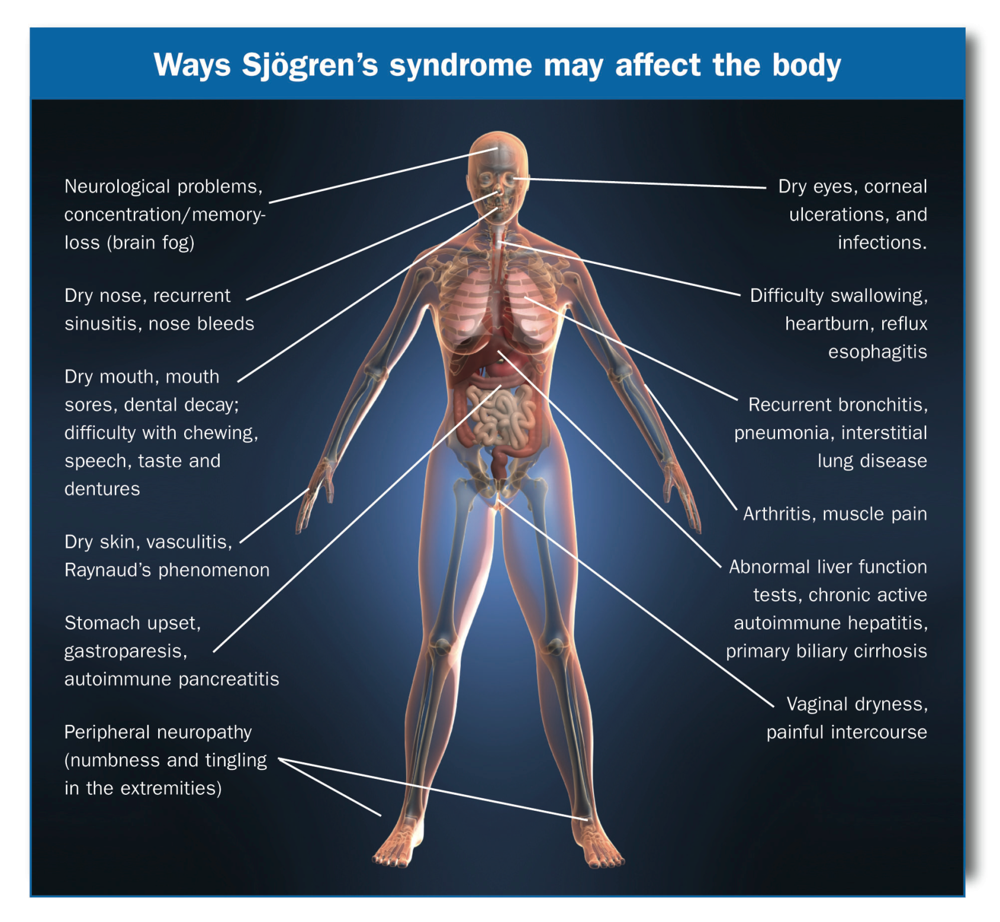 Ways Sjögren's syndrome may affect the body
Neurological problems,
concentration/memory-
loss (brain fog)
Dry nose, recurrent
sinusitis, nose bleeds
Dry mouth, mouth
sores, dental decay;
difficulty with chewing,
speech, taste and
dentures
Dry skin, vasculitis,
Raynaud's phenomenon
Stomach upset,
gastroparesis,
autoimmune pancreatitis
Peripheral neuropathy
(numbness and tingling
in the extremities)
Dry eyes, corneal
ulcerations, and
infections.
Difficulty swallowing,
heartburn, reflux
esophagitis
Recurrent bronchitis,
pneumonia, interstitial
lung disease
Arthritis, muscle pain
Abnormal liver function
tests, chronic active
autoimmune hepatitis,
primary biliary cirrhosis
Vaginal dryness,
painful intercourse